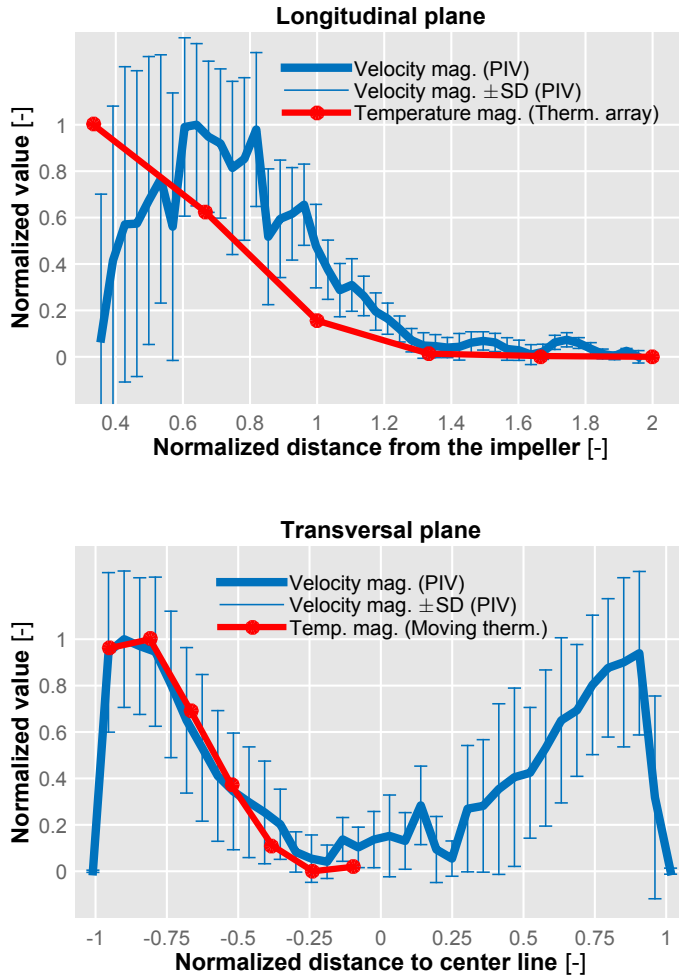 Longitudinal plane
Velocity mag. (PIV)
Velocity mag. ±SD (PIV)
Temperature mag. (Therm. array)
Normalized value [-]
1
0.8
0.6
0.4
0.2
0
0.4 0.6 0.8 1 1.2 1.4 1.6 1.8 2
Normalized distance from the impeller [-]
Transversal plane
Velocity mag. (PIV)
Velocity mag. ±SD (PIV)
Temp. mag. (Moving therm.)
Normalized value [-]
1
0.8
0.6
0.4
0.2
0
-1 -0.75 -0.5 -0.25 0 0.25 0.5 0.75 1
Normalized distance to center line [-]